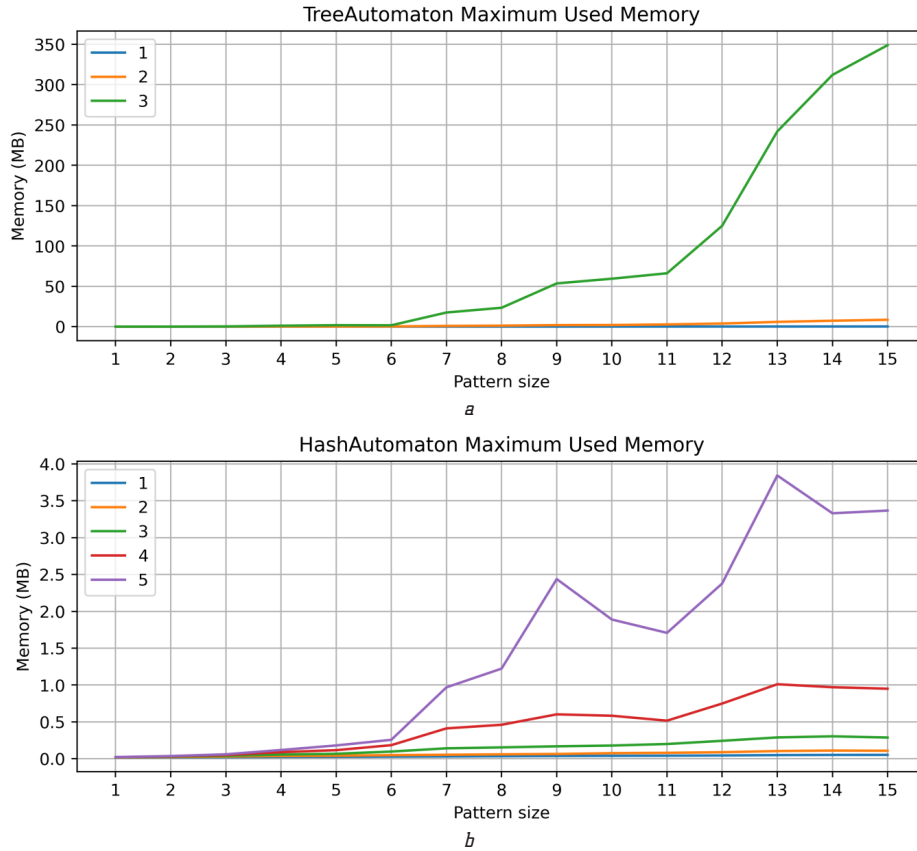 TreeAutomaton Maximum Used Memory
Memory (MB)
350
300
250
200
150
100
50
0
1
2
3
1 2 3 4 5 6 7 8 9 10 11 12 13 14 15
Pattern size
a
HashAutomaton Maximum Used Memory
Memory (MB)
4.0
3.5
3.0
2.5
2.0
1.5
1.0
0.5
0.0
1
2
3
4
5
1 2 3 4 5 6 7 8 9 10 11 12 13 14 15
Pattern size
b